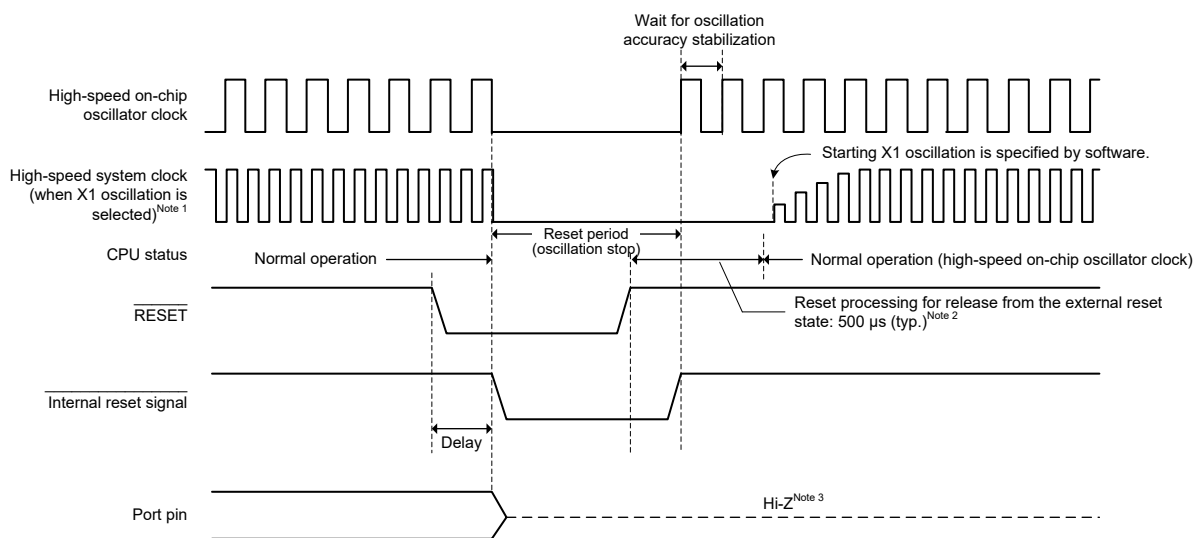 Wait for oscillation
accuracy stabilization
High-speed on-chip
oscillator clock
Starting X1 oscillation is specified by software.
High-speed system clock
(when X1 oscillation is
selected)Note 1
Reset period
(oscillation stop)
CPU status
Normal operation
Normal operation (high-speed on-chip oscillator clock)
RESET
Reset processing for release from the external reset
state: 500 µs (typ.)Note 2
Internal reset signal
Delay
Port pin
Hi-ZNote 3